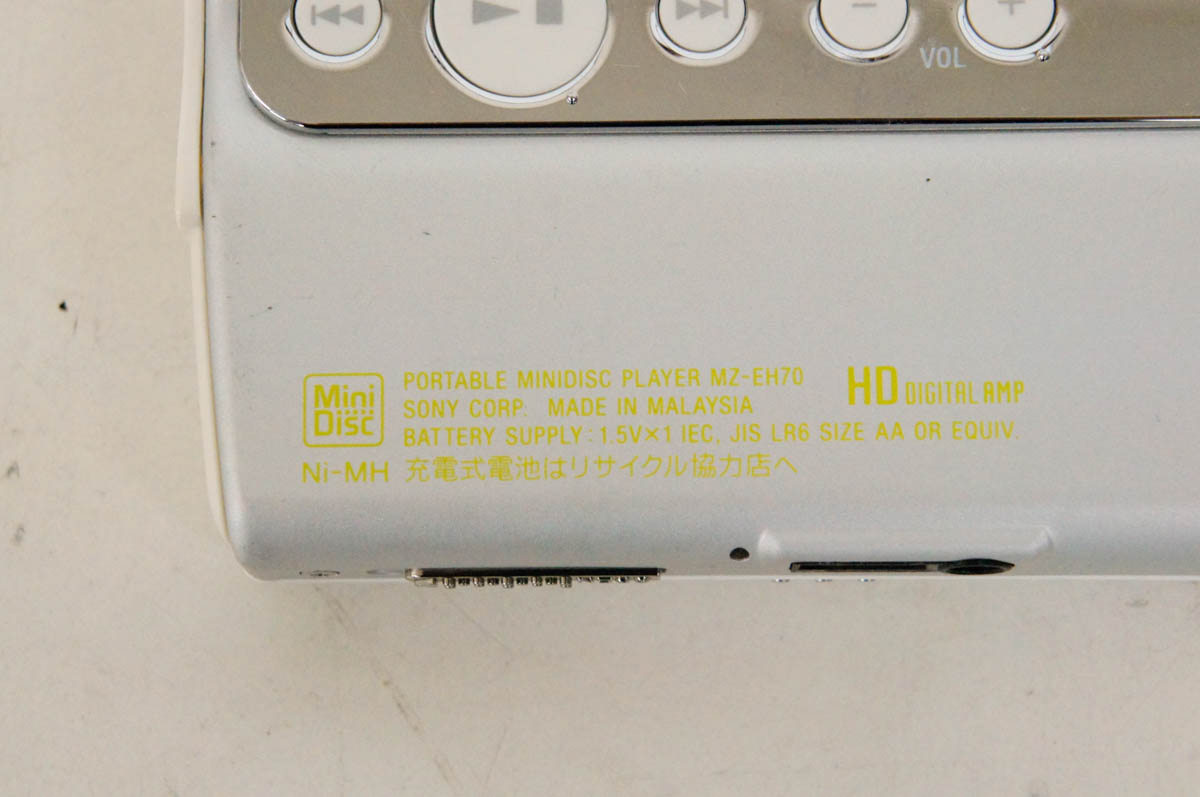 VOL
Mini Disc
PORTABLE MINIDISC PLAYER MZ-EH70
SONY CORP. MADE IN MALAYSIA
BATTERY SUPPLY: 1.5V×1 IEC, JIS LR6 SIZE AA OR EQUIV.
HD DIGITAL AMP
Ni-MH 充電式電池はリサイクル協力店へ